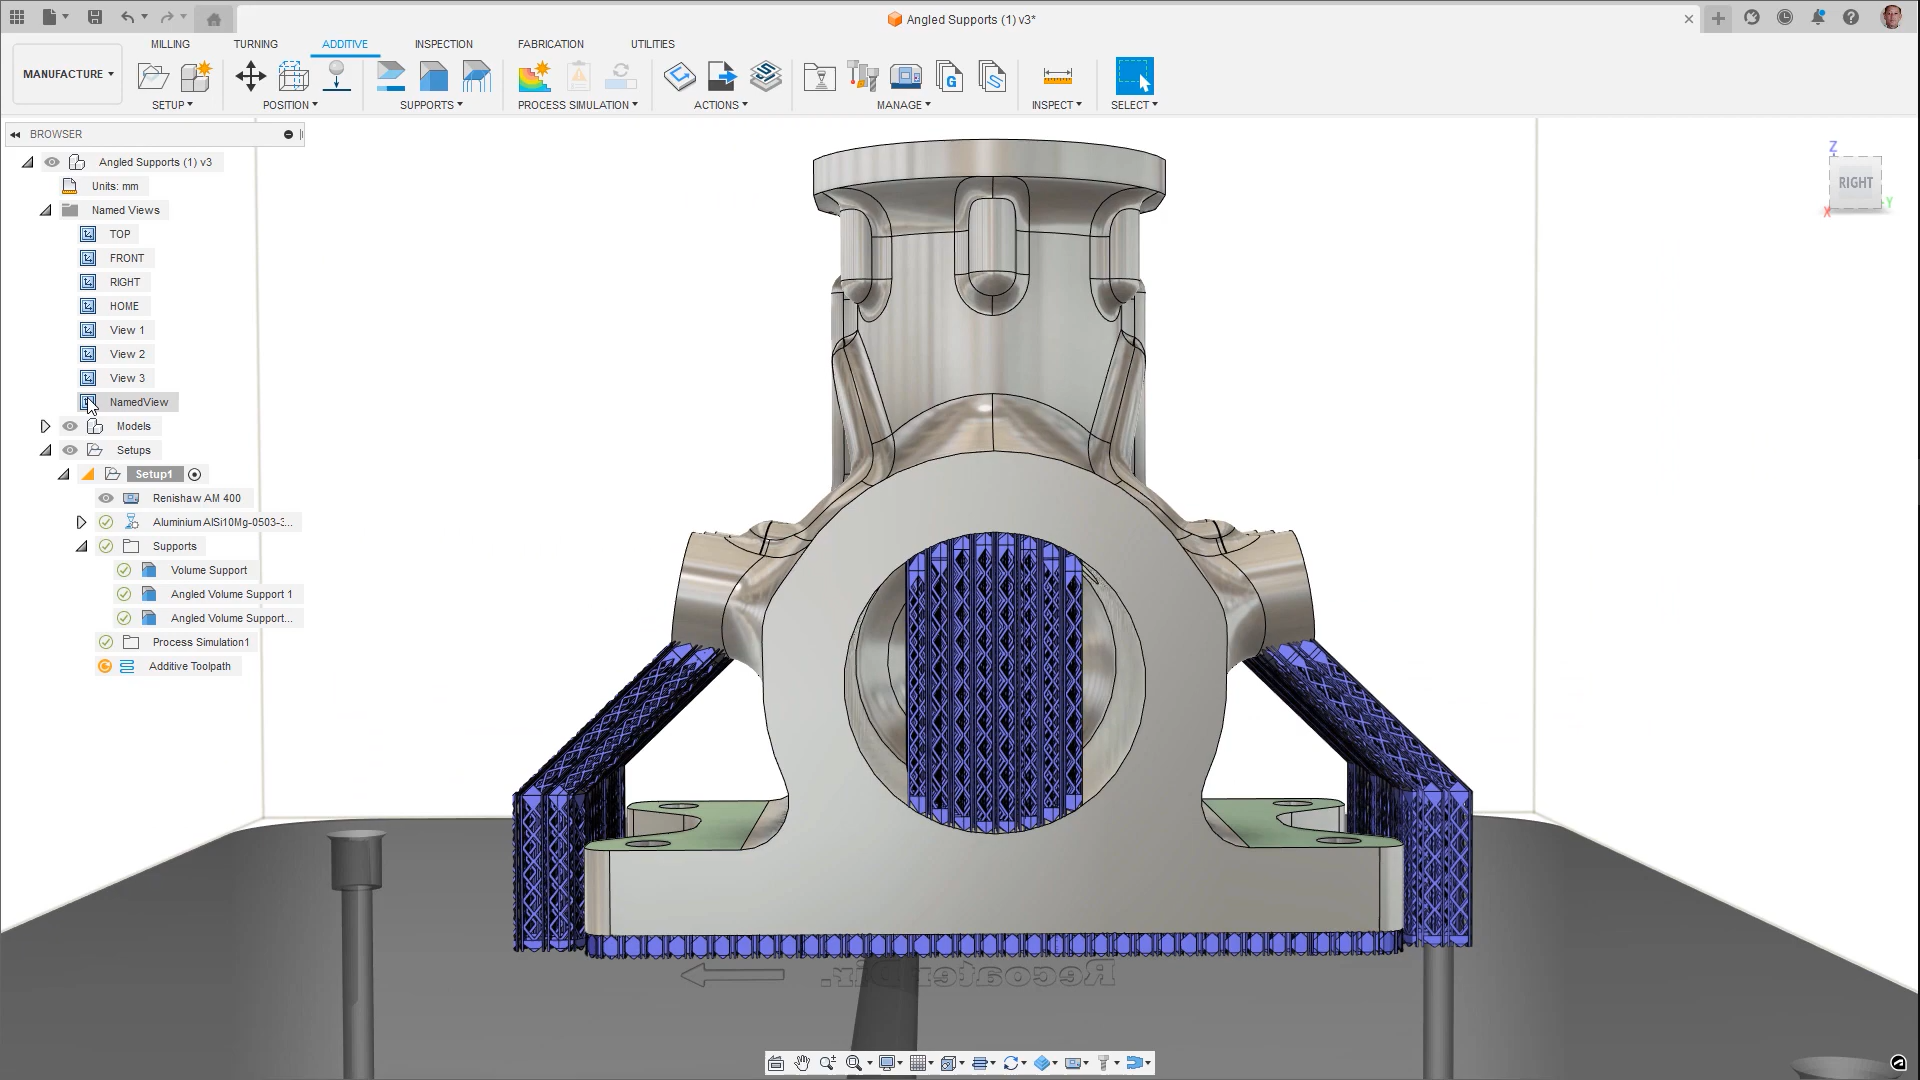 Angled Supports (1) v3*
MILLING
TURNING
ADDITIVE
INSPECTION
FABRICATION
UTILITIES
MANUFACTURE
SETUP
POSITION
SUPPORTS
PROCESS SIMULATION
ACTIONS
MANAGE
INSPECT
SELECT
BROWSER
Angled Supports (1) v3
Units: mm
Named Views
TOP
FRONT
RIGHT
HOME
View 1
View 2
View 3
NamedView
Models
Setups
Setup1
Renishaw AM 400
Aluminium AlSi10Mg-0503-3...
Supports
Volume Support
Angled Volume Support 1
Angled Volume Support...
Process Simulation1
Additive Toolpath
Z
RIGHT
X
Y
G
Recoater Dir.